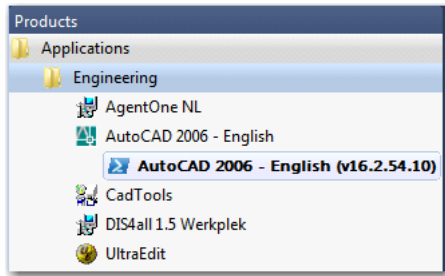 Products
Applications
Engineering
AgentOne NL
AutoCAD 2006 - English
AutoCAD 2006 - English (v16.2.54.10)
CadTools
DIS4all 1.5 Werkplek
UltraEdit